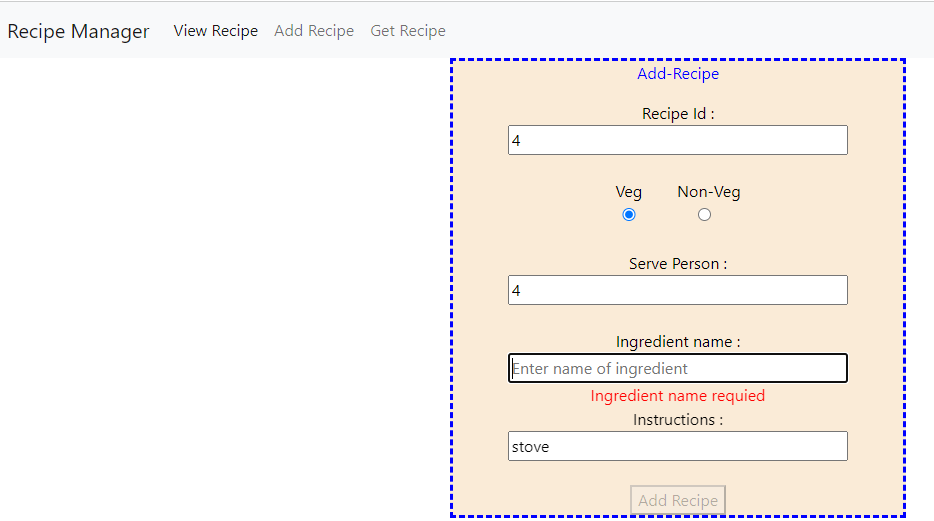 Recipe Manager View Recipe Add Recipe Get Recipe
Add-Recipe
Recipe Id :
4
Veg Non-Veg
Serve Person :
4
Ingredient name :
Enter name of ingredient
Ingredient name requied
Instructions :
stove
Add Recipe